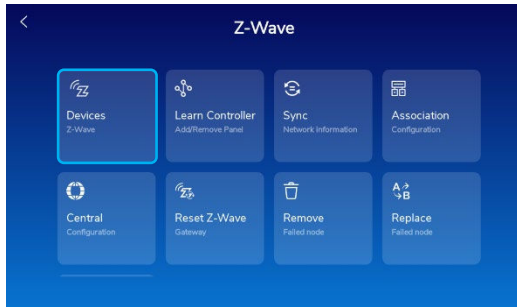 Z-Wave
Devices
Z-Wave
Learn Controller
Add/Remove Panel
Sync
Network Information
Association
Configuration
Central
Configuration
Reset Z-Wave
Gateway
Remove
Failed node
A
B
Replace
Failed node